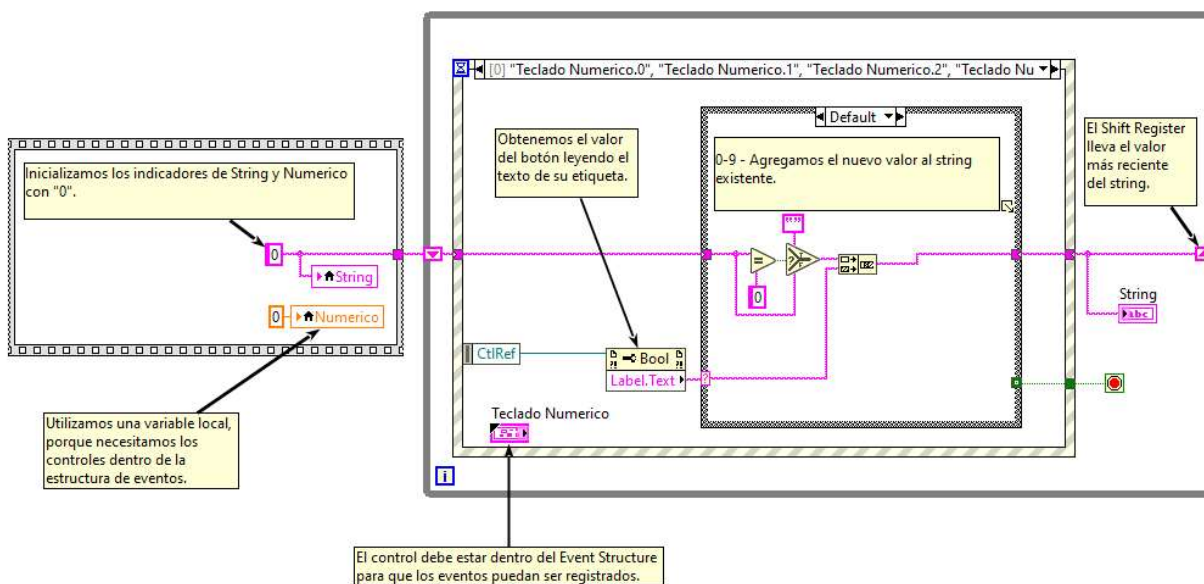 [0] "Teclado Numerico.0", "Teclado Numerico.1", "Teclado Numerico.2", "Teclado Nu
Default
Inicializamos los indicadores de String y Numerico
con "0".
0
String
0
Numerico
Utilizamos una variable local,
porque necesitamos los
controles dentro de la
estructura de eventos.
Obtenemos el valor
del botón leyendo el
texto de su etiqueta.
0-9 - Agregamos el nuevo valor al string
existente.
=
0
?
CtlRef
Bool
Label.Text
?
Teclado Numerico
El Shift Register
lleva el valor
más reciente
del string.
String
abc
i
El control debe estar dentro del Event Structure
para que los eventos puedan ser registrados.